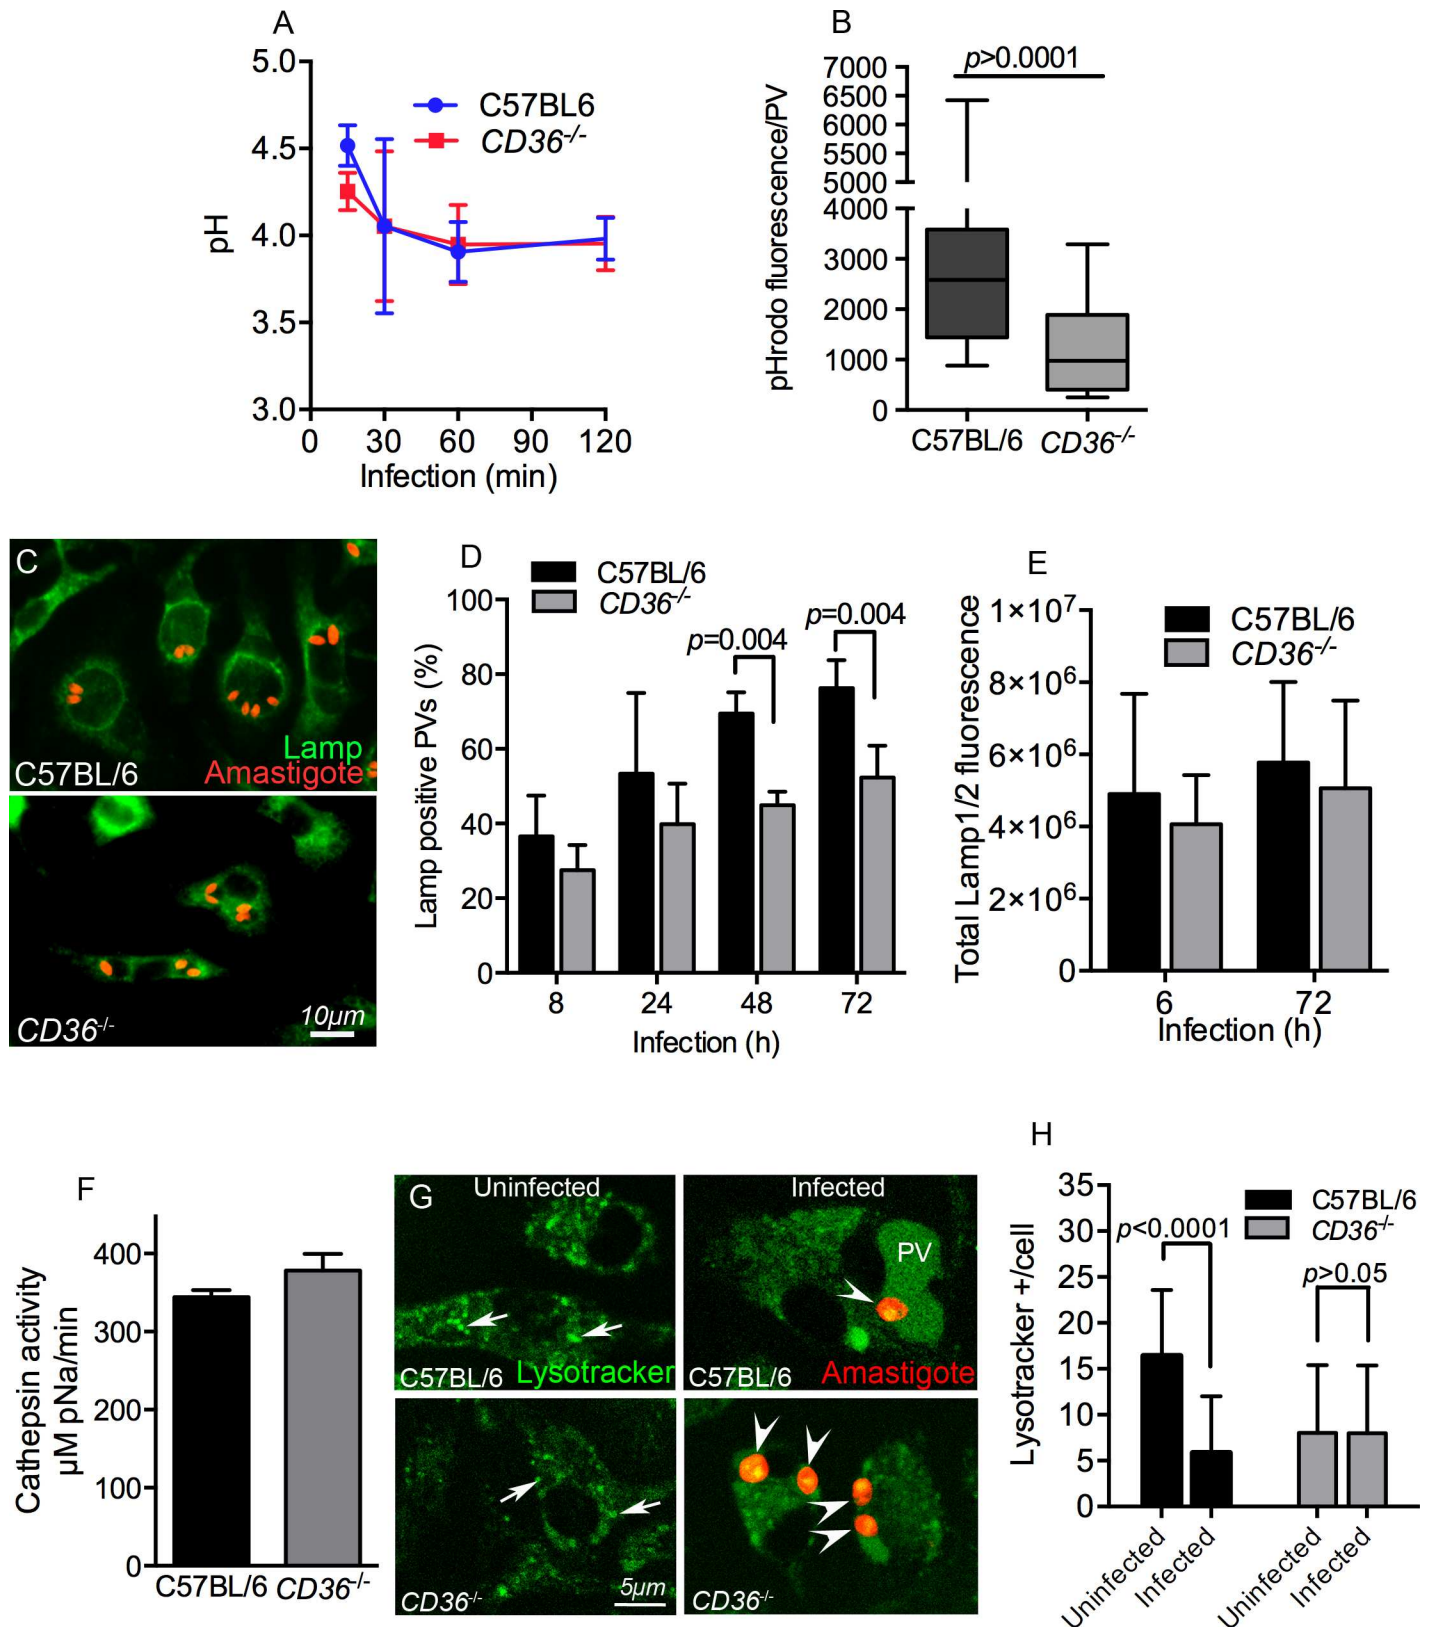 A
5.0
4.5
4.0
3.5
3.0
pH
C57BL6
CD36-/-
0 30 60 90 120
Infection (min)
B
p>0.0001
7000
6500
6000
5500
5000
4000
3000
2000
1000
0
pHrodo fluorescence/PV
C57BL/6 CD36-/-
C
Lamp
C57BL/6 Amastigote
10µm
CD36-/-
D
C57BL/6
CD36-/-
100
80
60
40
20
0
Lamp positive PVs (%)
p=0.004
p=0.004
8 24 48 72
Infection (h)
E
C57BL/6
CD36-/-
1×10⁷
8×10⁶
6×10⁶
4×10⁶
2×10⁶
0
Total Lamp1/2 fluorescence
6 72
Infection (h)
F
400
300
200
100
0
Cathepsin activity
µM pNa/min
C57BL/6 CD36-/-
G
Uninfected
Infected
C57BL/6 Lysotracker
PV
C57BL/6 Amastigote
CD36-/-
5µm
CD36-/-
H
35
30
25
20
15
10
5
0
Lysotracker +/cell
C57BL/6
CD36-/-
p<0.0001
p>0.05
Uninfected
Infected
Uninfected
Infected